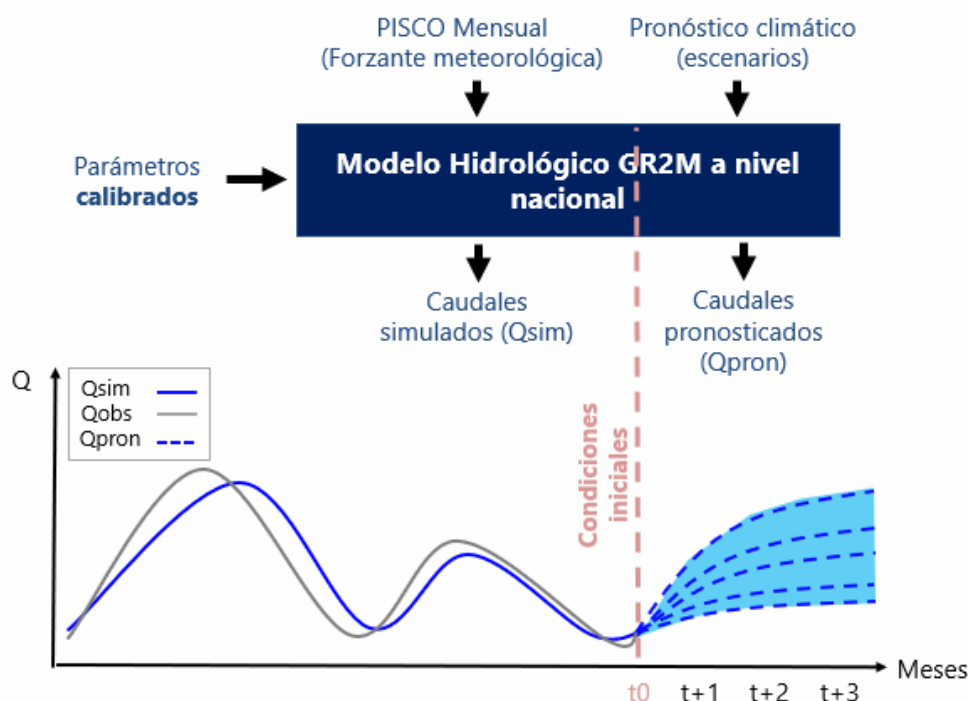 PISCO Mensual
(Forzante meteorológica)
Pronóstico climático
(escenarios)
Parámetros
calibrados
Modelo Hidrológico GR2M a nivel
nacional
Caudales
simulados (Qsim)
Caudales
pronosticados
(Qpron)
Q
Qsim
Qobs
Qpron
Condiciones
iniciales
Meses
t0
t+1
t+2
t+3